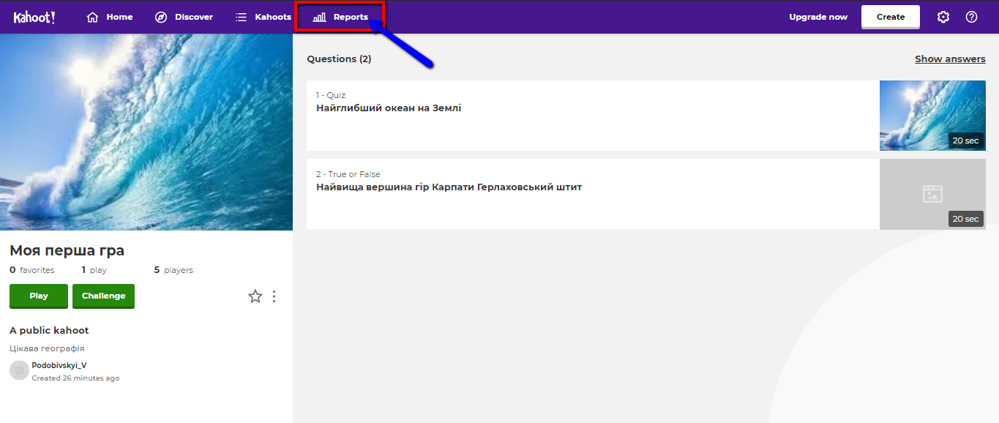 Kahoot! Home Discover Kahoots Reports Upgrade now Create
Questions (2) Show answers
1 - Quiz
Найглибший океан на Землі
20 sec
2 - True or False
Найвища вершина гір Карпати Герлаховський штит
20 sec
Моя перша гра
0 favorites 1 play 5 players
Play Challenge
A public kahoot
Цікава географія
Podobivskyi_V
Created 26 minutes ago